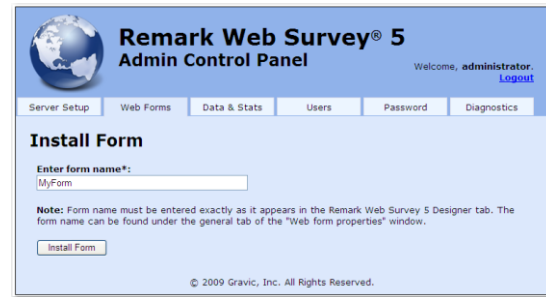 Remark Web Survey® 5
Admin Control Panel
Welcome, administrator.
Logout
Server Setup Web Forms Data & Stats Users Password Diagnostics
Install Form
Enter form name*:
MyForm
Note: Form name must be entered exactly as it appears in the Remark Web Survey 5 Designer tab. The
form name can be found under the general tab of the "Web form properties" window.
Install Form
© 2009 Gravic, Inc. All Rights Reserved.